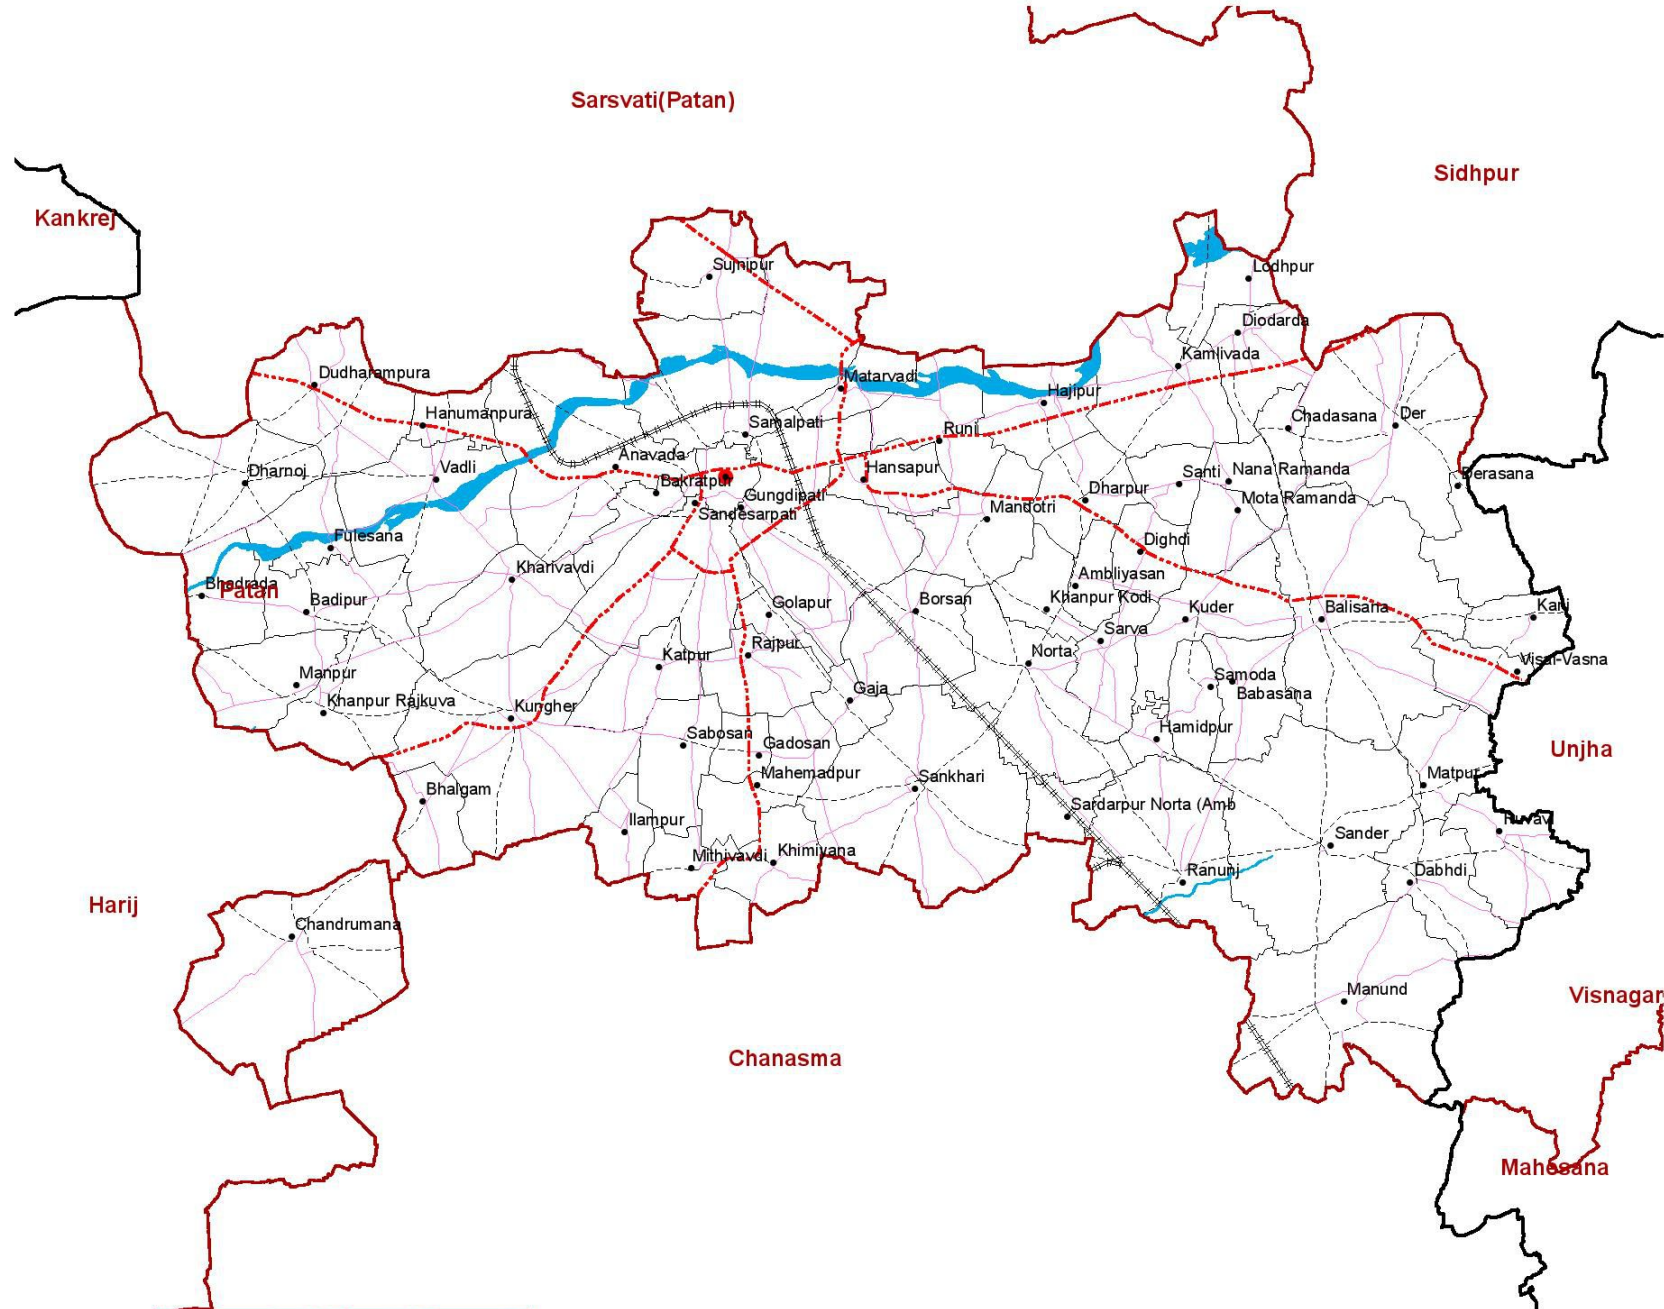 Sarsvati(Patan)
Sidhpur
Kankrej
Sujnipur
Lodhpur
Diodarda
Kamlivada
Dudharampura
Matarvadi
Hajipur
Hanumanpura
Chadasana
Der
Samalpati
Runi
Anavada
Dharnoj
Vadli
Hansapur
Santi
Nana Ramanda
Derasana
Bakratpur
Gungdipati
Dharpur
Mota Ramanda
Sandesarpati
Mandotri
Fulesana
Dighdi
Kharivavdi
Ambliyasan
Bhadrada
Patan
Badipur
Golapur
Borsan
Khanpur Kodi
Kuder
Balisana
Sarva
Katpur
Rajpur
Norta
Visal-Vasna
Manpur
Samoda
Gaja
Babasana
Khanpur Rajkuva
Kungher
Hamidpur
Sabosan
Gadosan
Unjha
Mahemadpur
Sankhari
Matpur
Bhalgam
Sardarpur Norta (Amb
Ilampur
Sander
Mithivavdi
Khimiyana
Ranunj
Dabhdi
Harij
Chandrumana
Manund
Visnagar
Chanasma
Mahesana